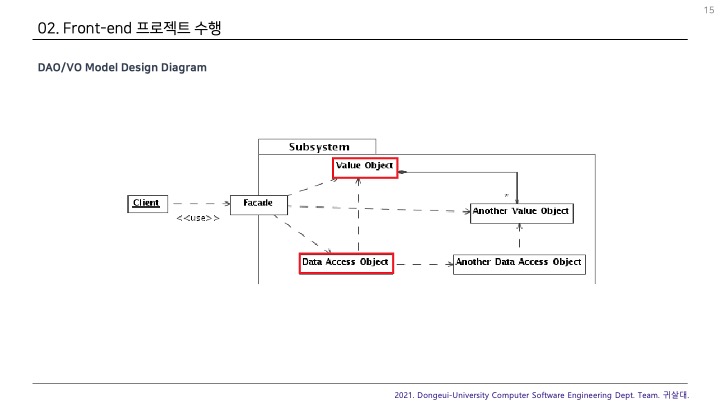 15
02. Front-end 프로젝트 수행
DAO/VO Model Design Diagram
Subsystem
Value Object
Client
<<use>>
Facade
*
Another Value Object
Data Access Object
Another Data Access Object
2021. Dongeui-University Computer Software Engineering Dept. Team. 귀살대.